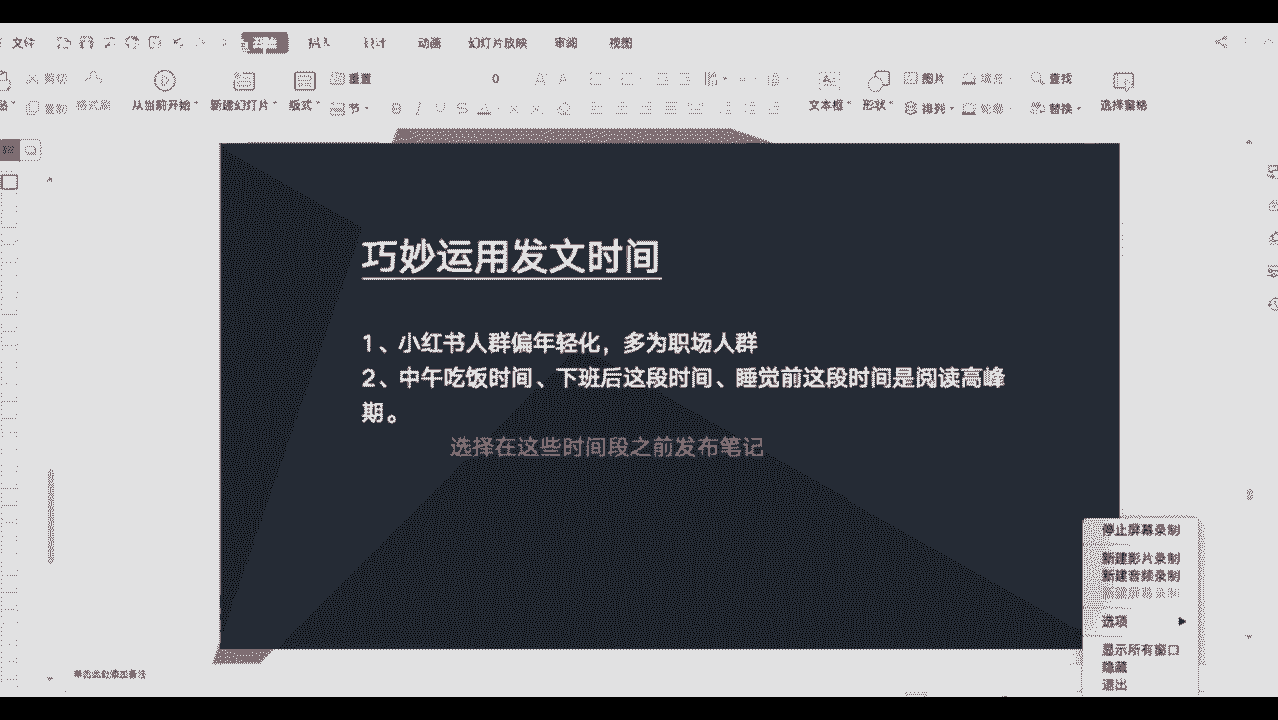 文件
开始
插入
设计
动画
幻灯片放映
审阅
视图
剪切
复制
格式刷
从当前开始
新建幻灯片
版式
重置
节
0
B I U S A
文本框
形状
图片
排列
填充
轮廓
查找
替换
选择窗格
巧妙运用发文时间
1、小红书人群偏年轻化，多为职场人群
2、中午吃饭时间、下班后这段时间、睡觉前这段时间是阅读高峰
期。
选择在这些时间段之前发布笔记
停止屏幕录制
新建影片录制
新建音频录制
新建屏幕录制
选项
显示所有窗口
隐藏
退出
单击此处添加备注